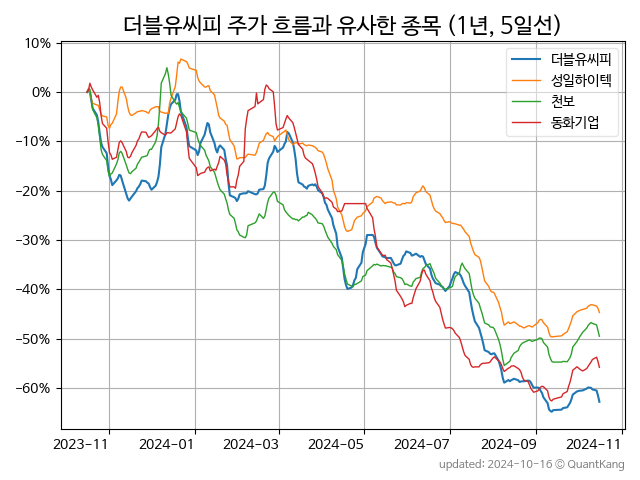 더블유씨피 주가 흐름과 유사한 종목 (1년, 5일선)
10%
0%
−10%
−20%
−30%
−40%
−50%
−60%
더블유씨피
성일하이텍
천보
동화기업
2023-11
2024-01
2024-03
2024-05
2024-07
2024-09
2024-11
updated: 2024-10-16 © QuantKang